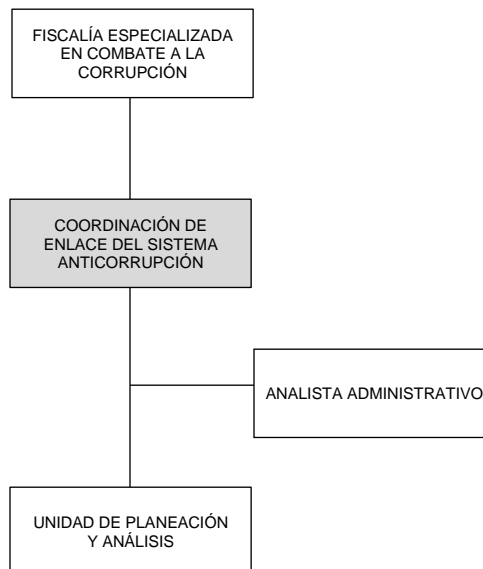 FISCALÍA ESPECIALIZADA
EN COMBATE A LA
CORRUPCIÓN
COORDINACIÓN DE
ENLACE DEL SISTEMA
ANTICORRUPCIÓN
ANALISTA ADMINISTRATIVO
UNIDAD DE PLANEACIÓN
Y ANÁLISIS